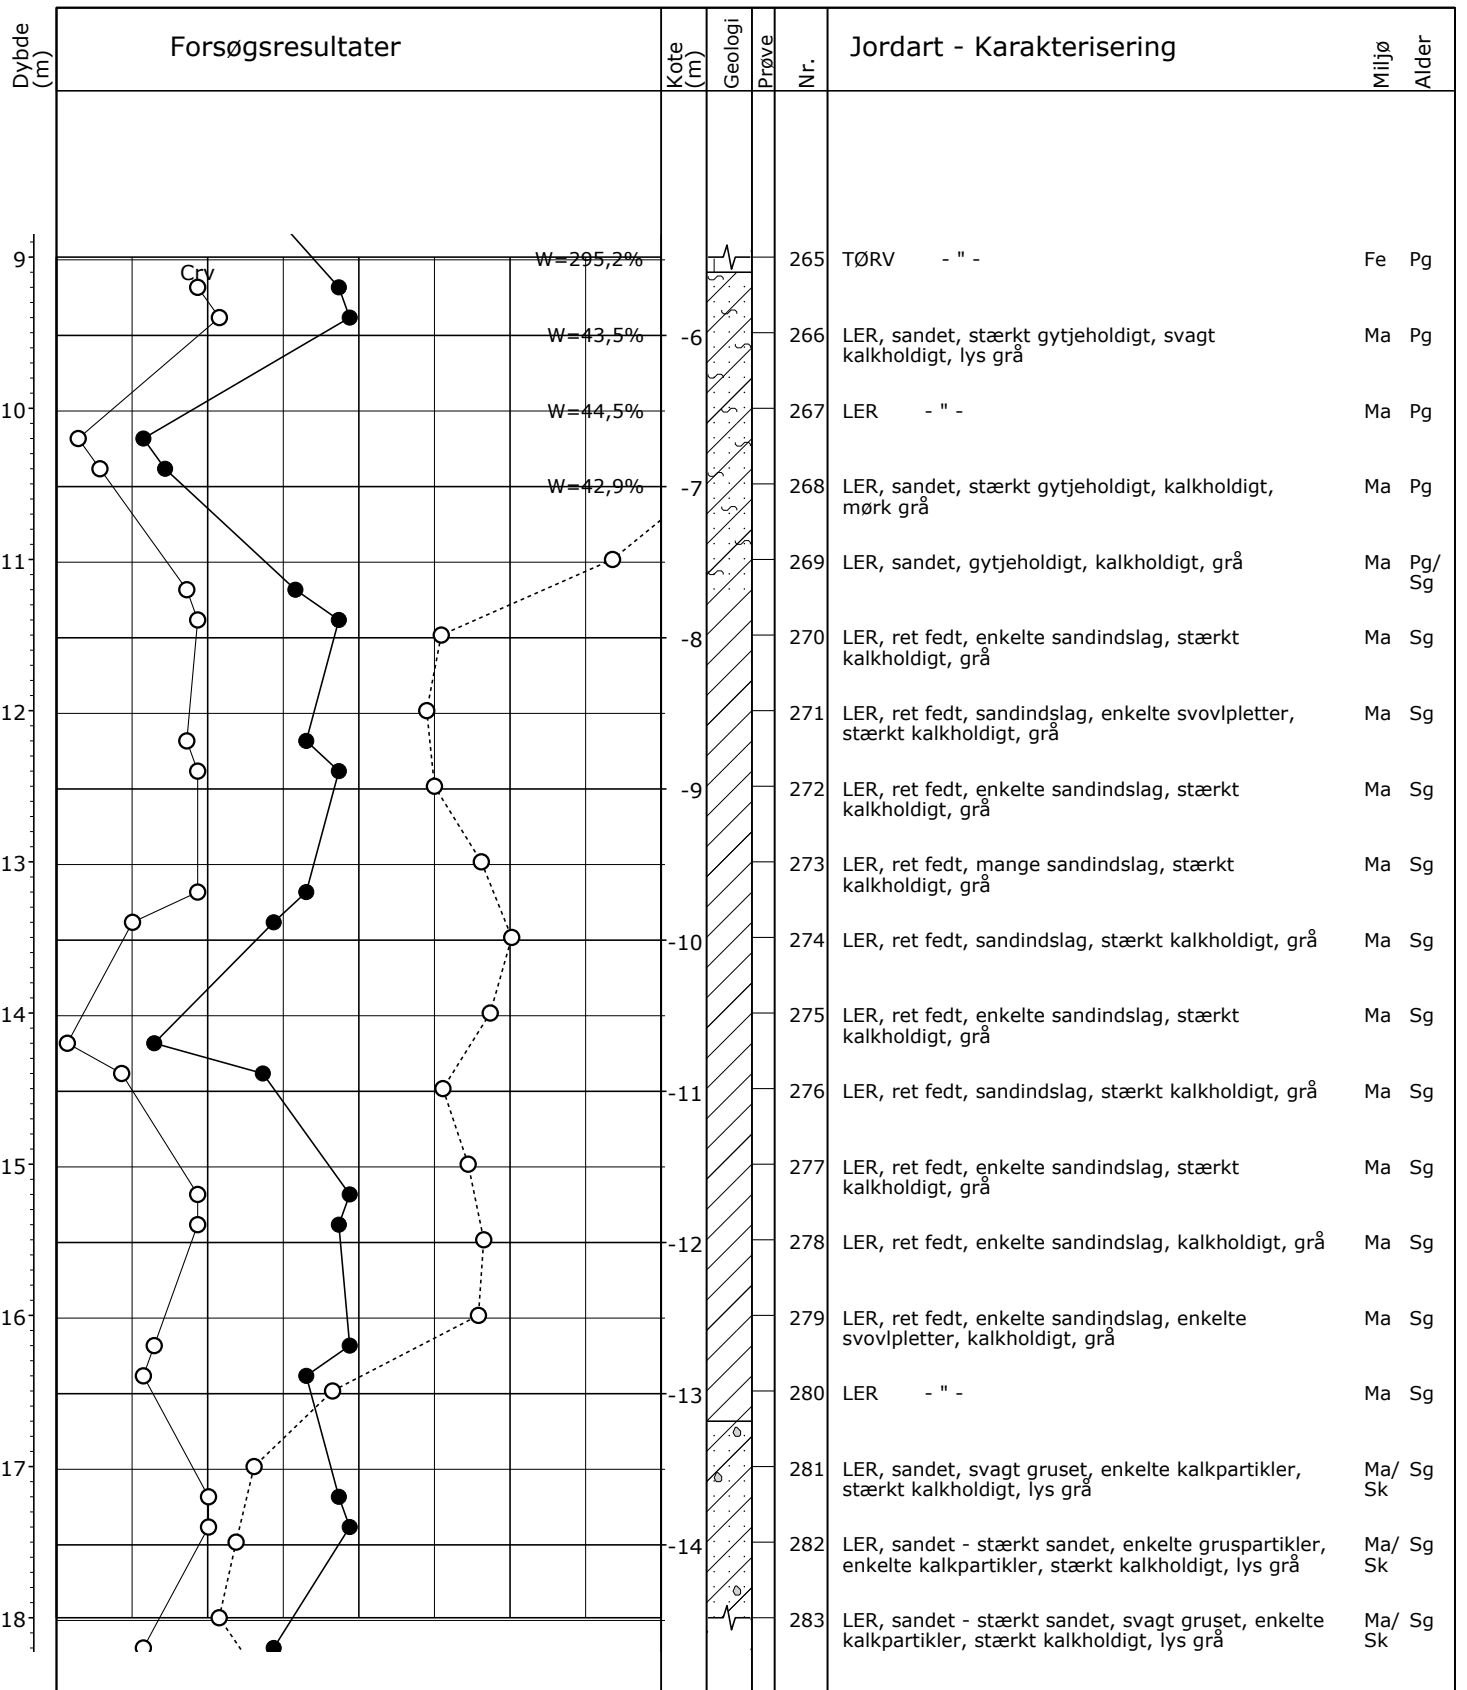 Dybde (m) Forsøgsresultater Kote (m) Geologi Prøve Nr. Jordart - Karakterisering Miljø Alder
9 W=295,2% 265 TØRV - " - Fe Pg
Crv
W=43,5% -6 266 LER, sandet, stærkt gytjeholdigt, svagt Ma Pg
kalkholdigt, lys grå
10 W=44,5% 267 LER - " - Ma Pg
W=42,9% -7 268 LER, sandet, stærkt gytjeholdigt, kalkholdigt, Ma Pg
mørk grå
11 269 LER, sandet, gytjeholdigt, kalkholdigt, grå Ma Pg/
Sg
-8 270 LER, ret fedt, enkelte sandindslag, stærkt Ma Sg
kalkholdigt, grå
12 271 LER, ret fedt, sandindslag, enkelte svovlpletter, Ma Sg
stærkt kalkholdigt, grå
-9 272 LER, ret fedt, enkelte sandindslag, stærkt Ma Sg
kalkholdigt, grå
13 273 LER, ret fedt, mange sandindslag, stærkt Ma Sg
kalkholdigt, grå
-10 274 LER, ret fedt, sandindslag, stærkt kalkholdigt, grå Ma Sg
14 275 LER, ret fedt, enkelte sandindslag, stærkt Ma Sg
kalkholdigt, grå
-11 276 LER, ret fedt, sandindslag, stærkt kalkholdigt, grå Ma Sg
15 277 LER, ret fedt, enkelte sandindslag, stærkt Ma Sg
kalkholdigt, grå
-12 278 LER, ret fedt, enkelte sandindslag, kalkholdigt, grå Ma Sg
16 279 LER, ret fedt, enkelte sandindslag, enkelte Ma Sg
svovlpletter, kalkholdigt, grå
-13 280 LER - " - Ma Sg
17 281 LER, sandet, svagt gruset, enkelte kalkpartikler, Ma/ Sg
stærkt kalkholdigt, lys grå Sk
-14 282 LER, sandet - stærkt sandet, enkelte gruspartikler, Ma/ Sg
enkelte kalkpartikler, stærkt kalkholdigt, lys grå Sk
18 283 LER, sandet - stærkt sandet, svagt gruset, enkelte Ma/ Sg
kalkpartikler, stærkt kalkholdigt, lys grå Sk